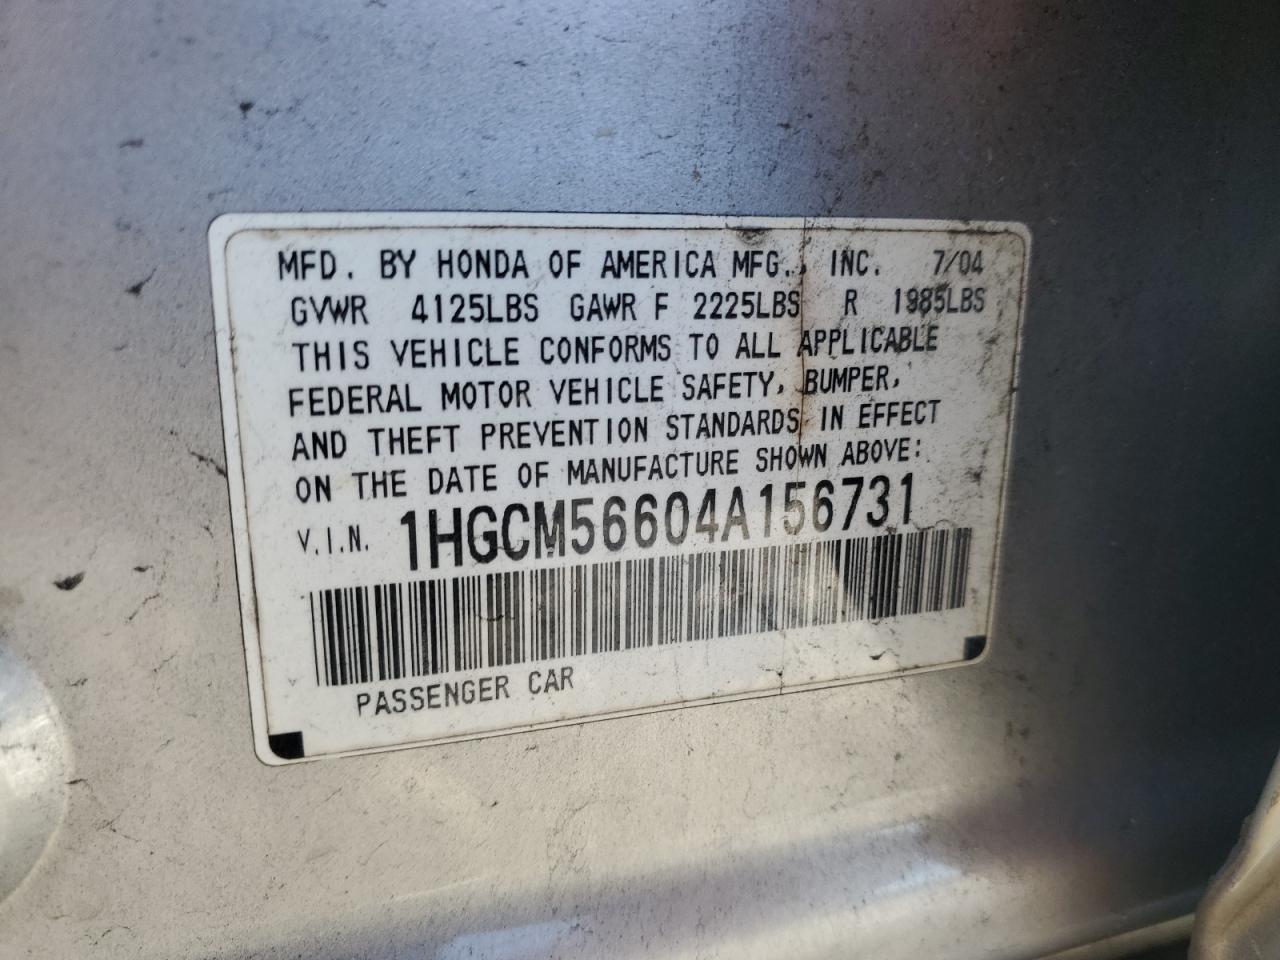 MFD. BY HONDA OF AMERICA MFG., INC. 7/04
GVWR 4125LBS GAWR F 2225LBS R 1985LBS
THIS VEHICLE CONFORMS TO ALL APPLICABLE
FEDERAL MOTOR VEHICLE SAFETY, BUMPER,
AND THEFT PREVENTION STANDARDS IN EFFECT
ON THE DATE OF MANUFACTURE SHOWN ABOVE:
V.I.N. 1HGCM56604A156731
PASSENGER CAR